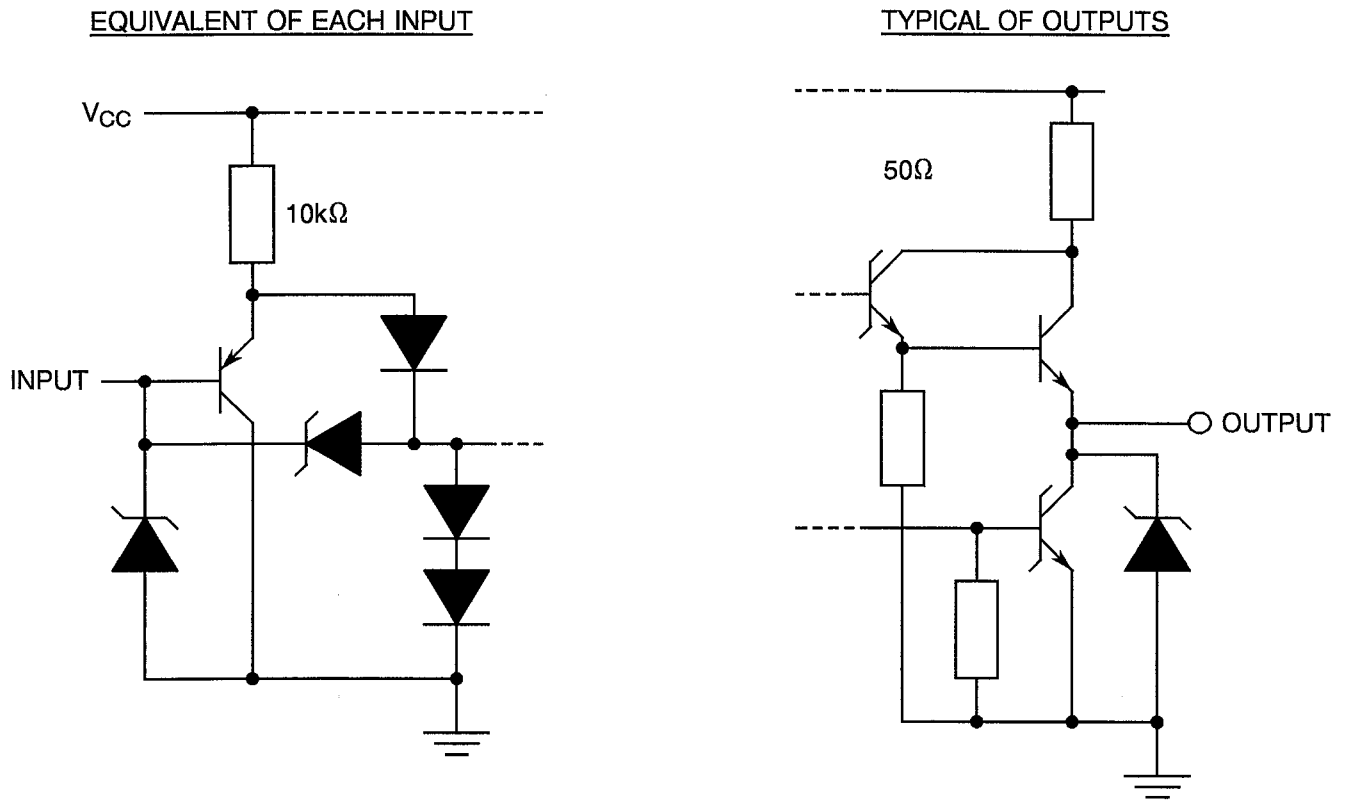 EQUIVALENT OF EACH INPUT
TYPICAL OF OUTPUTS
VCC
10kΩ
50Ω
INPUT
OUTPUT